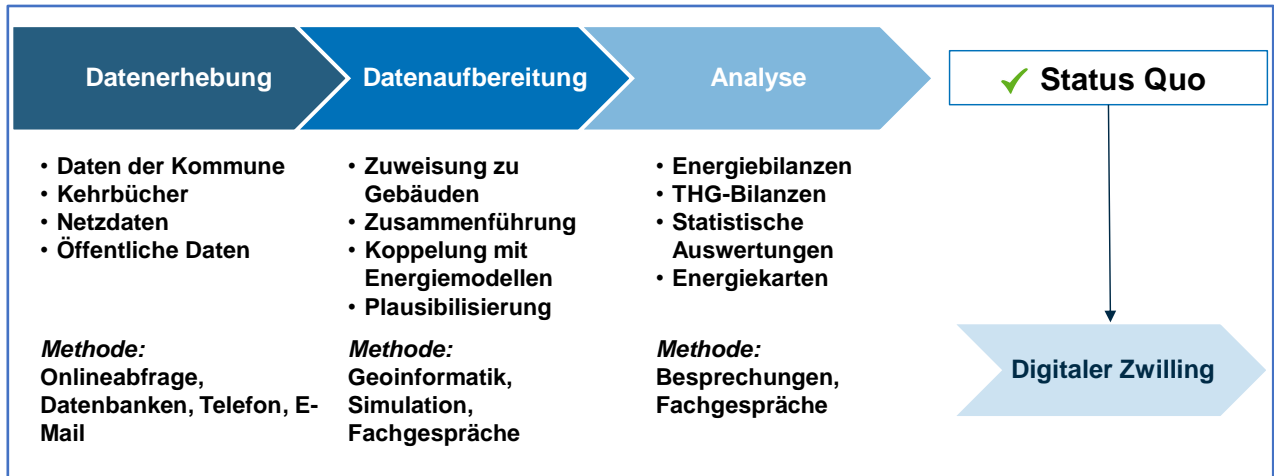 Datenerhebung
Datenaufbereitung
Analyse
Status Quo
• Daten der Kommune
• Kehrbücher
• Netzdaten
• Öffentliche Daten
Methode:
Onlineabfrage,
Datenbanken, Telefon, E-
Mail
• Zuweisung zu
Gebäuden
• Zusammenführung
• Koppelung mit
Energiemodellen
• Plausibilisierung
Methode:
Geoinformatik,
Simulation,
Fachgespräche
• Energiebilanzen
• THG-Bilanzen
• Statistische
Auswertungen
• Energiekarten
Methode:
Besprechungen,
Fachgespräche
Digitaler Zwilling